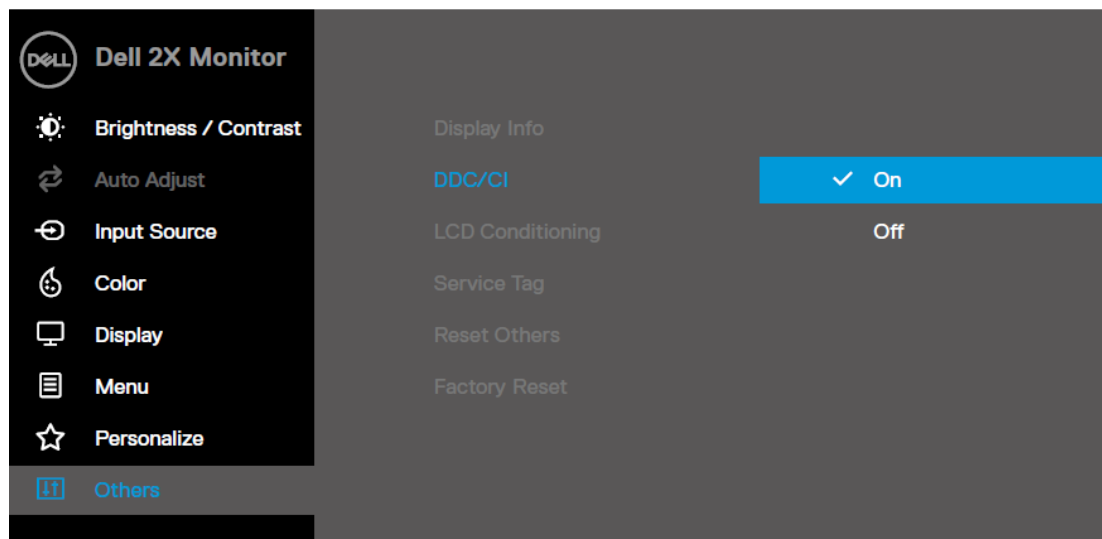 DELL Dell 2X Monitor
Brightness / Contrast
Display Info
Auto Adjust
DDC/CI
On
Input Source
LCD Conditioning
Off
Color
Service Tag
Display
Reset Others
Menu
Factory Reset
Personalize
Others